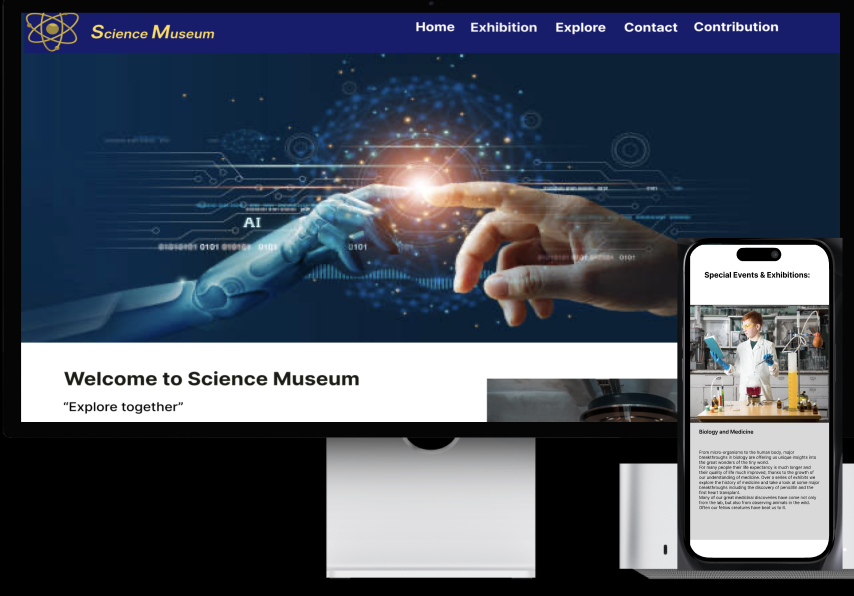 Science Museum
Home Exhibition Explore Contact Contribution
AI
01010101 0101 010101 0101
0101
0101
0101
Welcome to Science Museum
“Explore together”
Special Events & Exhibitions:
Biology and Medicine
From micro-organisms to the human body, major
breakthroughs in biology are offering us unique insights into
the great wonders of the tiny world.
For many people their life expectancy is much longer and
their quality of life much improved, thanks to the growth of
our understanding of medicine. Over a series of exhibits we
explore the history of medicine and take a look at some major
breakthroughs including the discovery of penicillin and the
first heart transplant.
Many of our great medicinal discoveries have come not only
from the lab, but also from observing animals in the wild.
Often our fellow creatures have beat us to it.